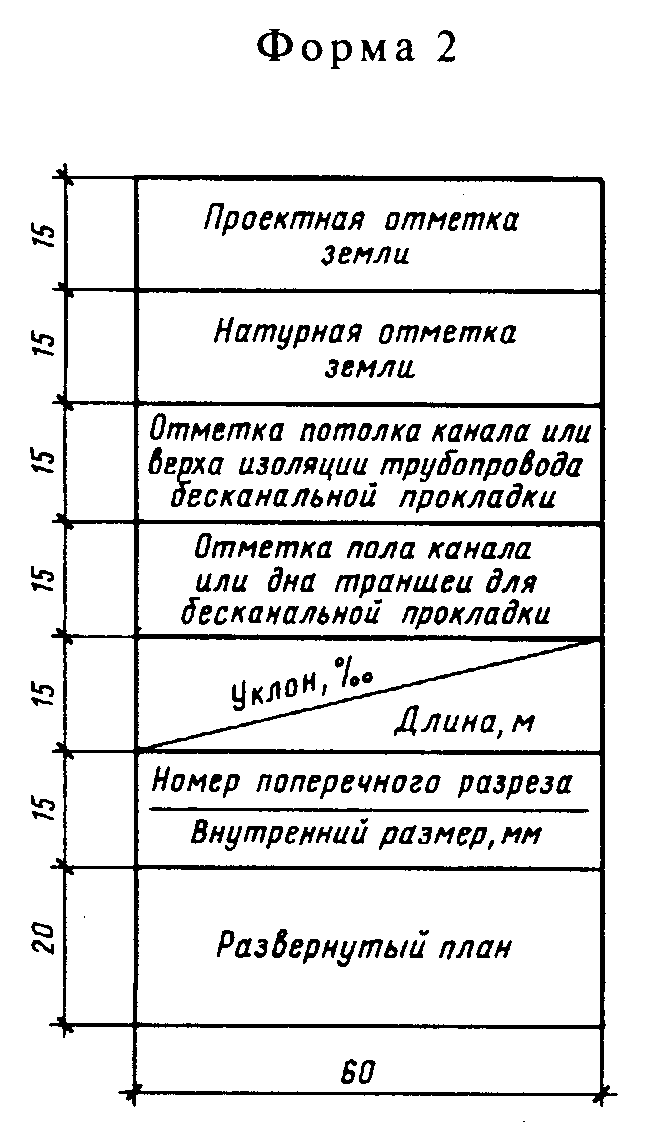 Форма 2
15
Проектная отметка
земли
15
Натурная отметка
земли
15
Отметка потолка канала или
верха изоляции трубопровода
бесканальной прокладки
15
Отметка пола канала
или дна траншеи для
бесканальной прокладки
15
Уклон, ‰
Длина, м
15
Номер поперечного разреза
Внутренний размер, мм
20
Развернутый план
60